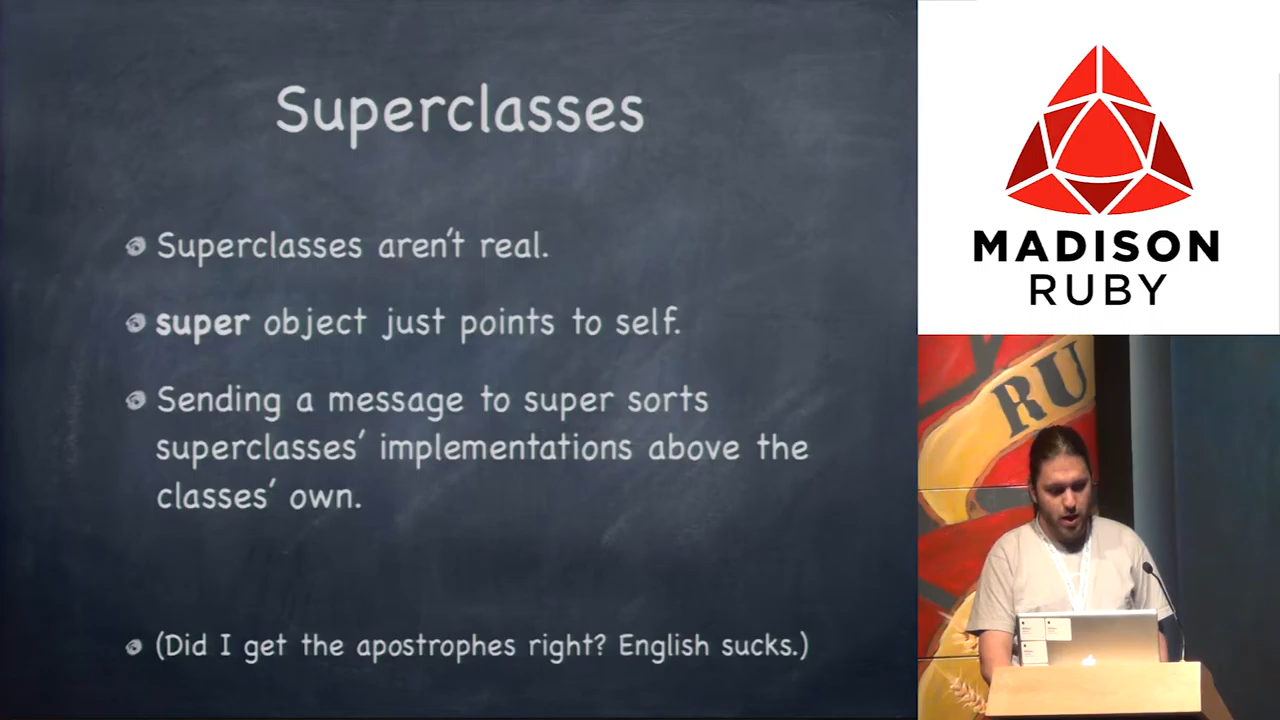 Superclasses
Superclasses aren't real.
super object just points to self.
Sending a message to super sorts
superclasses' implementations above the
classes' own.
(Did I get the apostrophes right? English sucks.)
MADISON
RUBY
RU